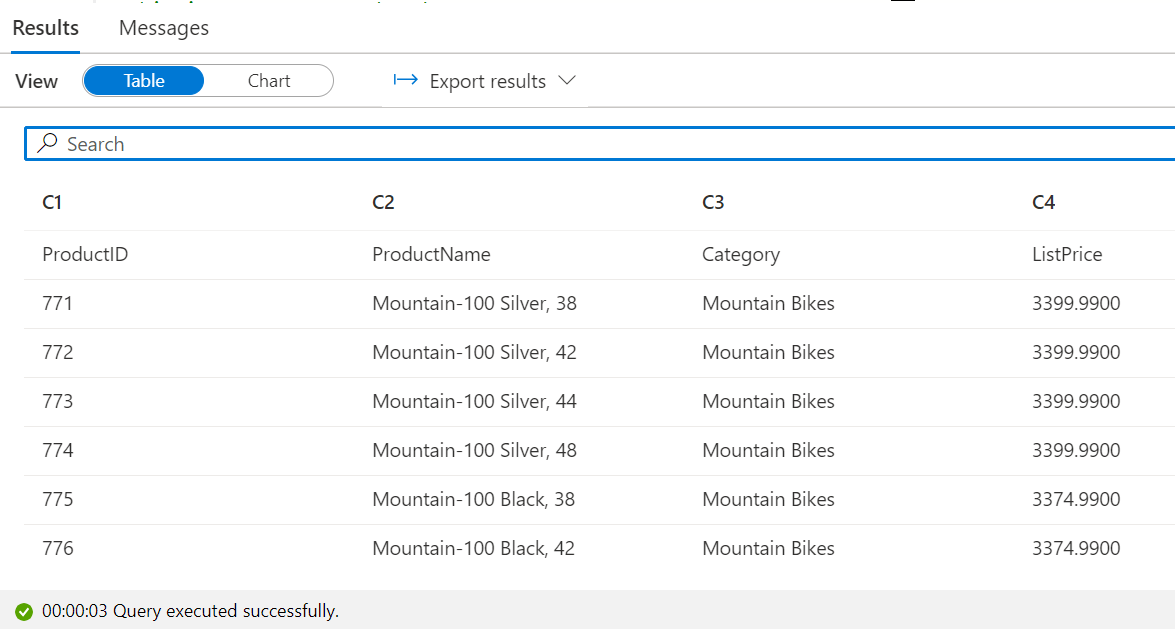 Results Messages
View Table Chart Export results
Search
C1 C2 C3 C4
ProductID ProductName Category ListPrice
771 Mountain-100 Silver, 38 Mountain Bikes 3399.9900
772 Mountain-100 Silver, 42 Mountain Bikes 3399.9900
773 Mountain-100 Silver, 44 Mountain Bikes 3399.9900
774 Mountain-100 Silver, 48 Mountain Bikes 3399.9900
775 Mountain-100 Black, 38 Mountain Bikes 3374.9900
776 Mountain-100 Black, 42 Mountain Bikes 3374.9900
00:00:03 Query executed successfully.